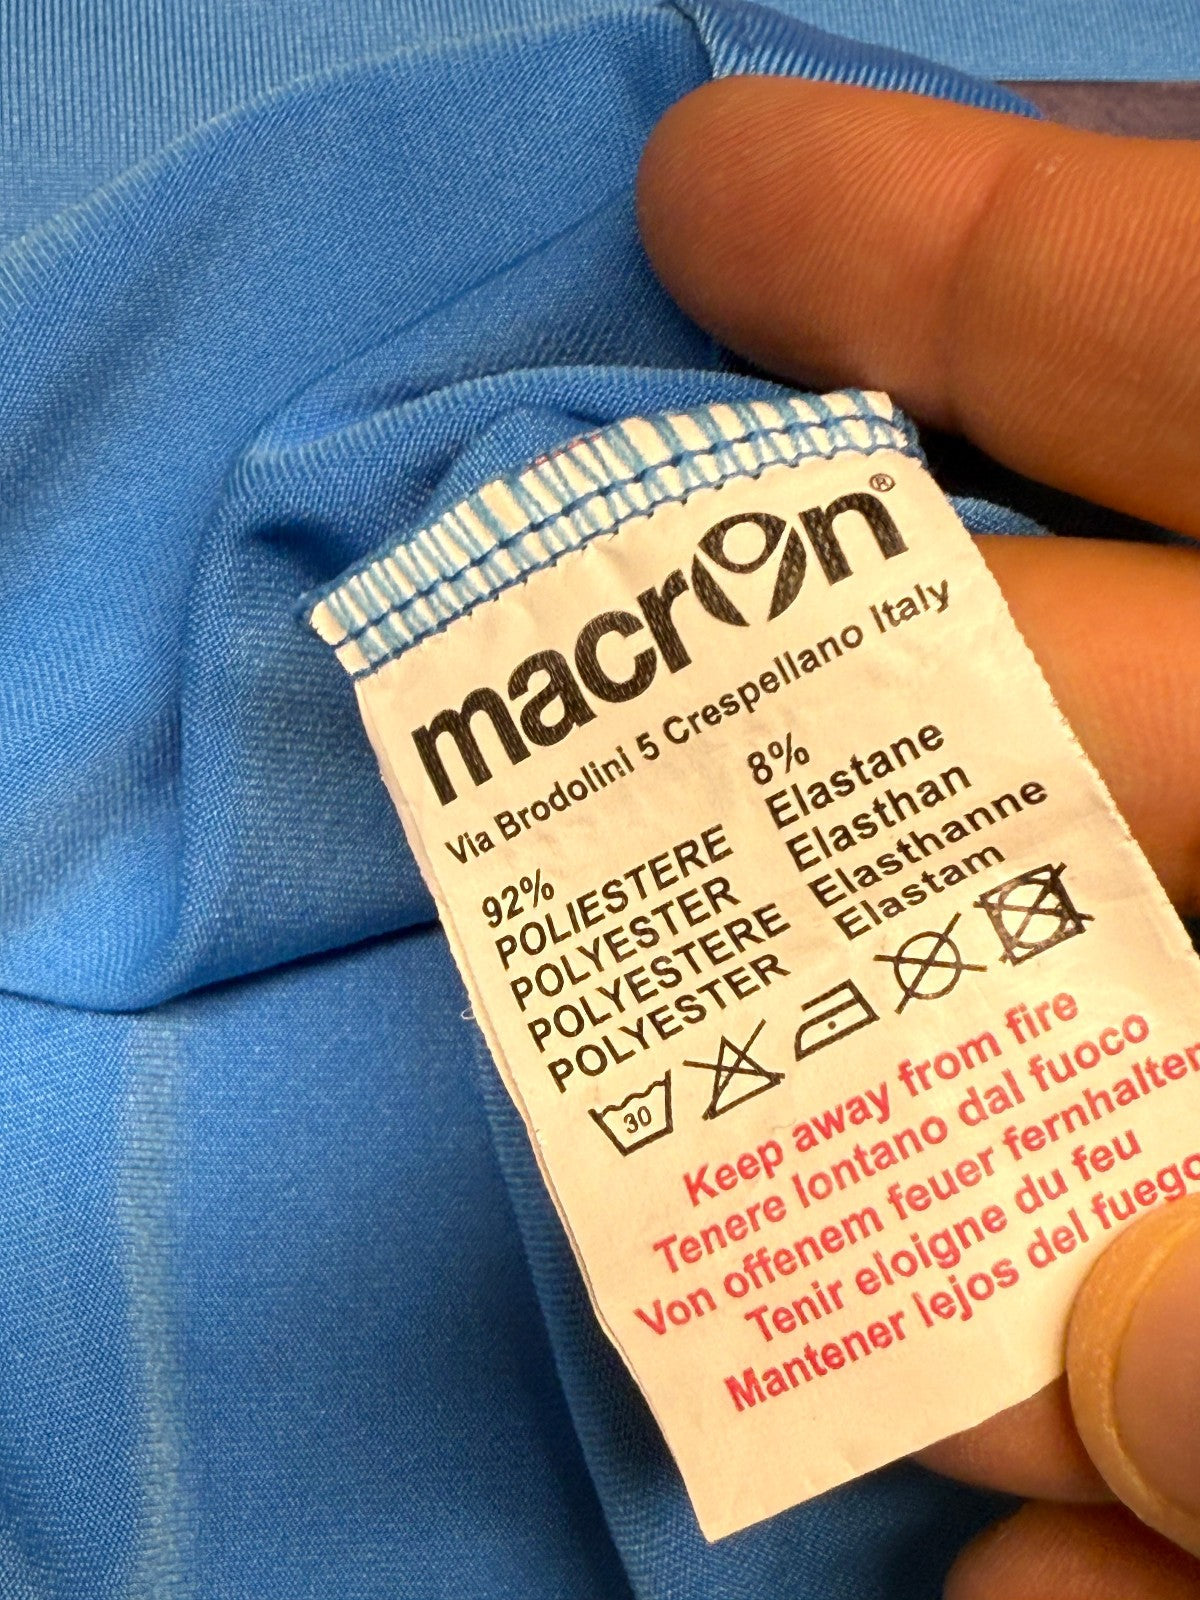 macron®
Via Brodolini 5 Crespellano Italy
92%
POLIESTERE
POLYESTER
POLYESTERE
POLYESTER
8%
Elastane
Elasthan
Elasthanne
Elastam
30
Keep away from fire
Tenere lontano dal fuoco
Von offenem feuer fernhalten
Tenir eloigne du feu
Mantener lejos del fuego